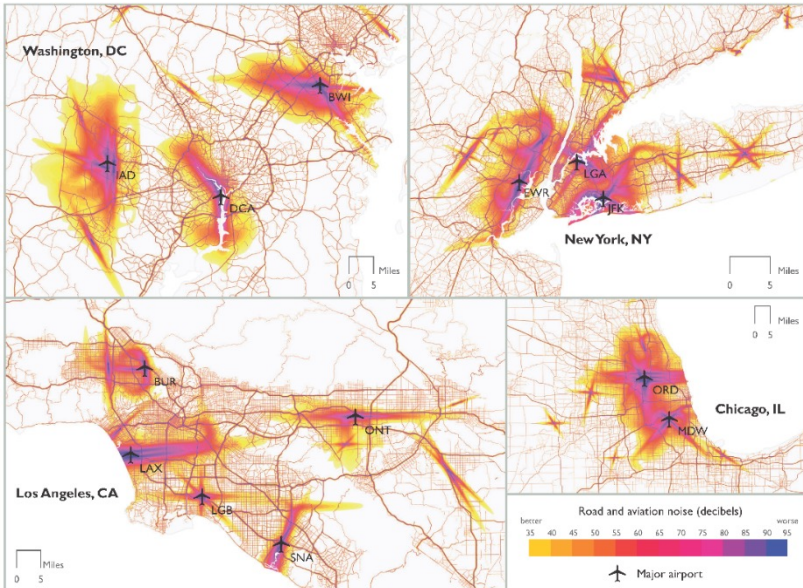 Washington, DC
BWI
IAD
DCA
0 5 Miles
LGA
EWR
JFK
New York, NY
0 5 Miles
BUR
ONT
LAX
Los Angeles, CA
LGB
SNA
0 5 Miles
Miles
0 5
ORD
Chicago, IL
MDW
Road and aviation noise (decibels)
better worse
35 40 45 50 55 60 65 70 75 80 85 90 95
Major airport